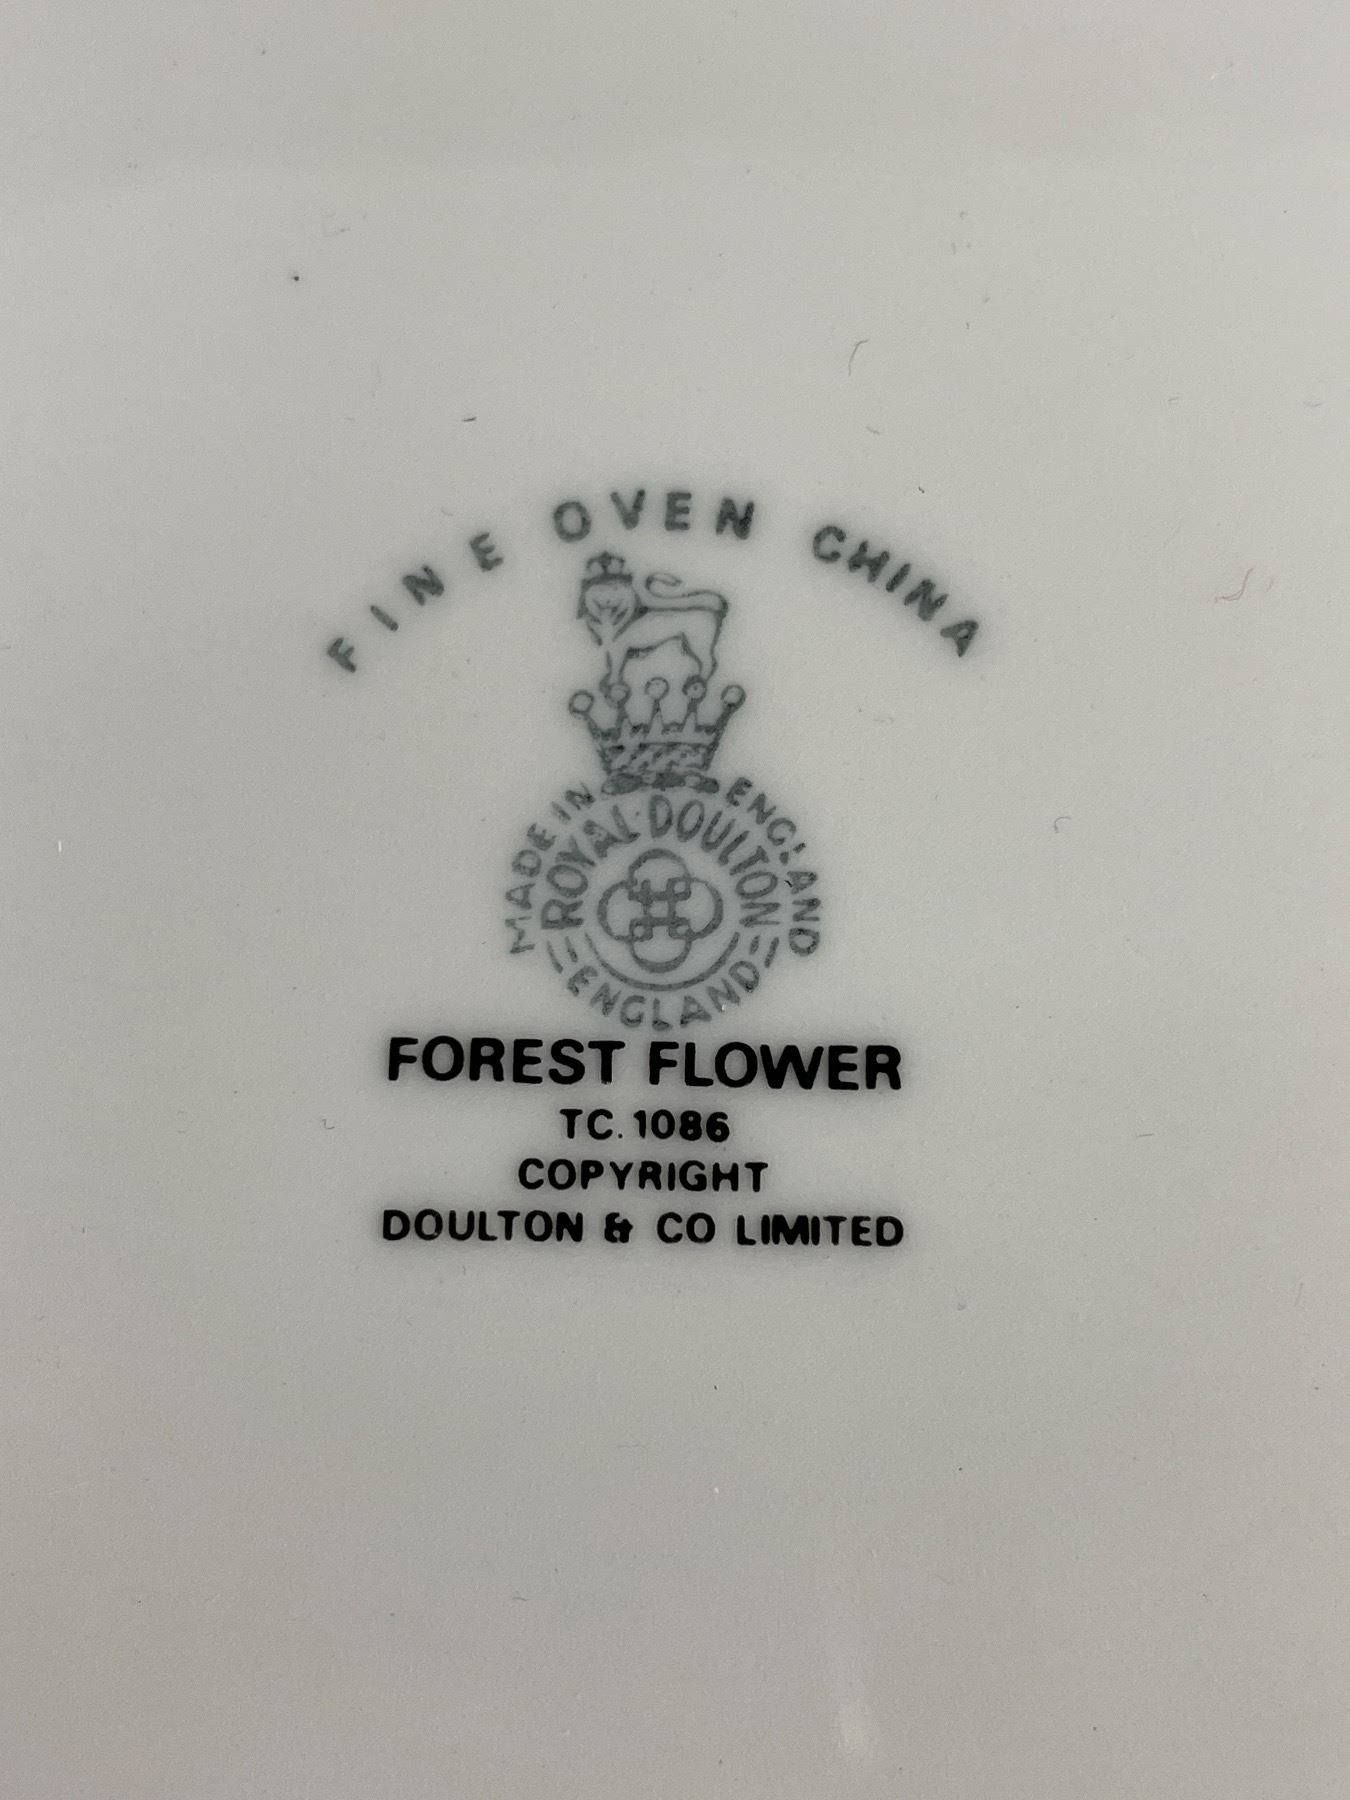 FINE OVEN CHINA
MADE IN ENGLAND
ROYAL DOULTON
ENGLAND
FOREST FLOWER
TC. 1086
COPYRIGHT
DOULTON & CO LIMITED